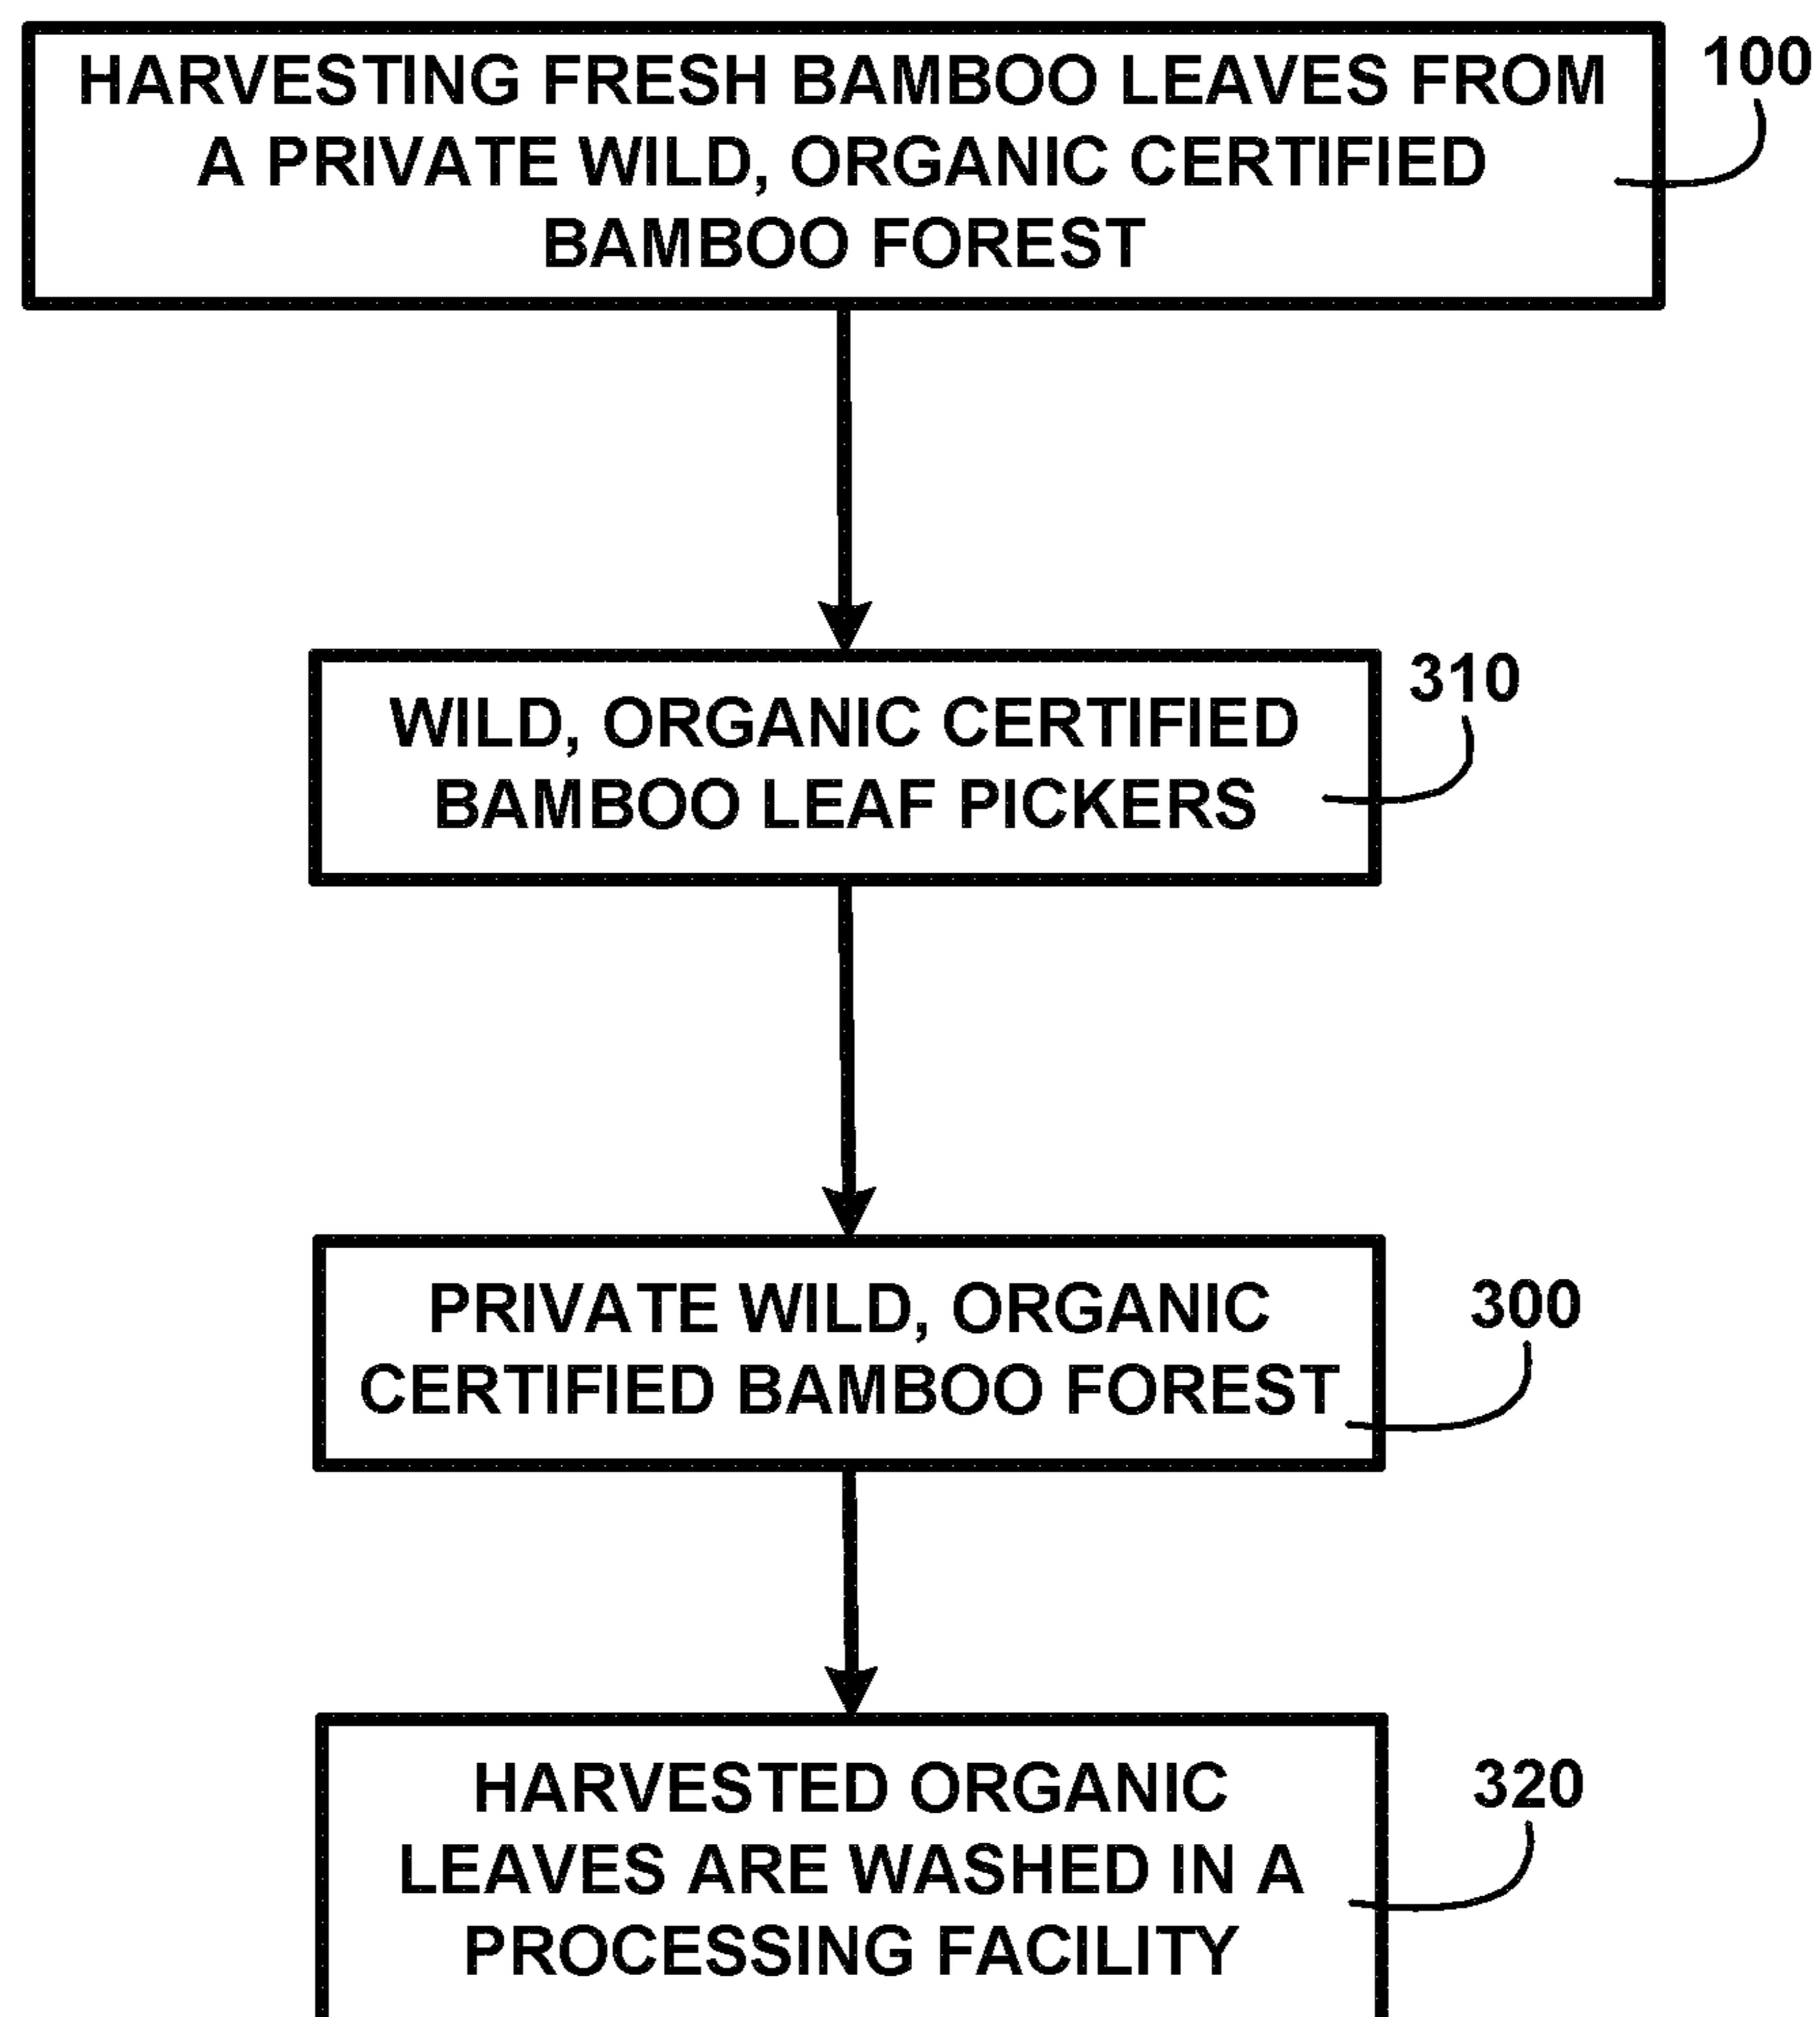 HARVESTING FRESH BAMBOO LEAVES FROM
A PRIVATE WILD, ORGANIC CERTIFIED
BAMBOO FOREST
100
WILD, ORGANIC CERTIFIED
BAMBOO LEAF PICKERS
310
PRIVATE WILD, ORGANIC
CERTIFIED BAMBOO FOREST
300
HARVESTED ORGANIC
LEAVES ARE WASHED IN A
PROCESSING FACILITY
320